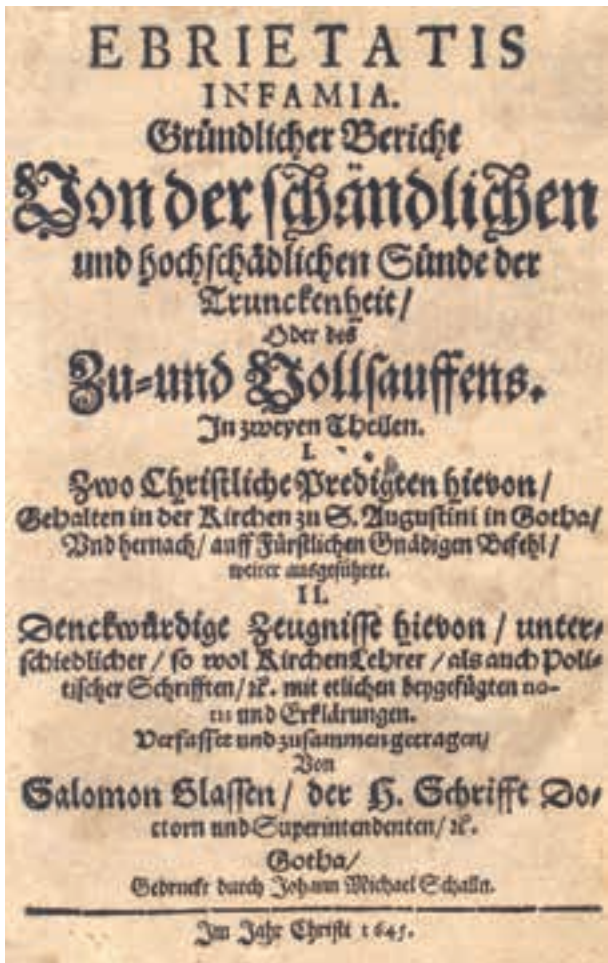 EBRIETATIS
INFAMIA.
Gründlicher Bericht
Von der schändlichen
und hochschädlichen Sünde der
Trunckenheit/
Oder des
Zu-und Vollsauffens.
In zweyen Theilen.
I.
Zwo Christliche Predigten hievon/
Gehalten in der Kirchen zu S. Augustini in Gotha/
Vnd hernach/ auff Fürstlichen Gnädigen Befehl/
weiter ausgeführet.
II.
Denckwürdige Zeugnisse hievon / unter-
schiedlicher / so wol KirchenLehrer / als auch Poli-
tischer Schrifften/ ꝛc. mit etlichen beygefügten no-
tis und Erklärungen.
Verfasset und zusammen getragen/
Von
Salomon Glassen / der H. Schrifft Do-
ctorn und Superintendenten/ ꝛc.
Gotha/
Gedruckt durch Johann Michael Schalln.
Im Jahr Christi 1645.